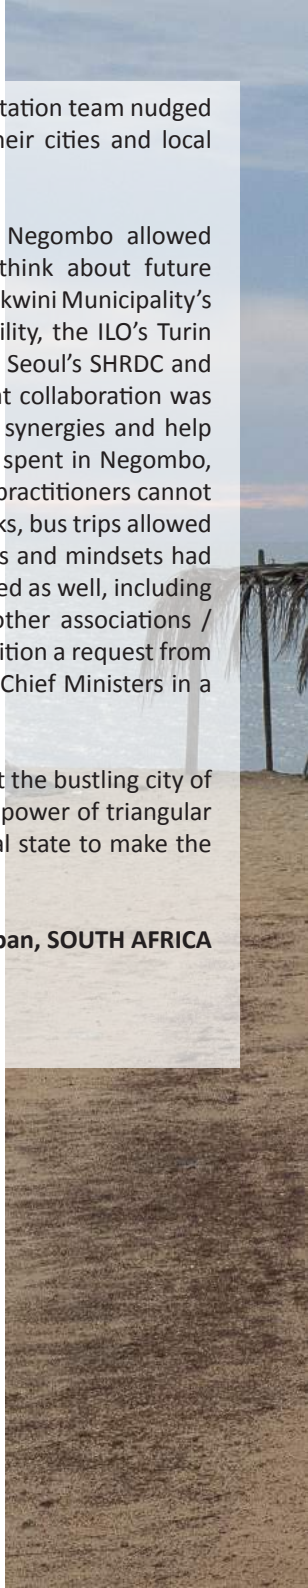 tation team nudged
heir cities and local
Negombo allowed
think about future
kwini Municipality's
ility, the ILO's Turin
Seoul's SHRDC and
t collaboration was
synergies and help
spent in Negombo,
practitioners cannot
ks, bus trips allowed
s and mindsets had
ed as well, including
other associations /
ition a request from
Chief Ministers in a
t the bustling city of
power of triangular
al state to make the
ban, SOUTH AFRICA